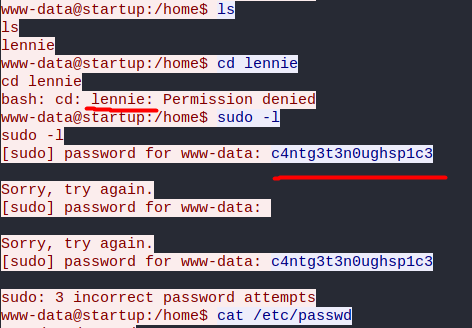 www-data@startup:/home$ ls
ls
lennie
www-data@startup:/home$ cd lennie
cd lennie
bash: cd: lennie: Permission denied
www-data@startup:/home$ sudo -l
sudo -l
[sudo] password for www-data: c4ntg3t3n0ughsp1c3
Sorry, try again.
[sudo] password for www-data:
Sorry, try again.
[sudo] password for www-data: c4ntg3t3n0ughsp1c3
sudo: 3 incorrect password attempts
www-data@startup:/home$ cat /etc/passwd